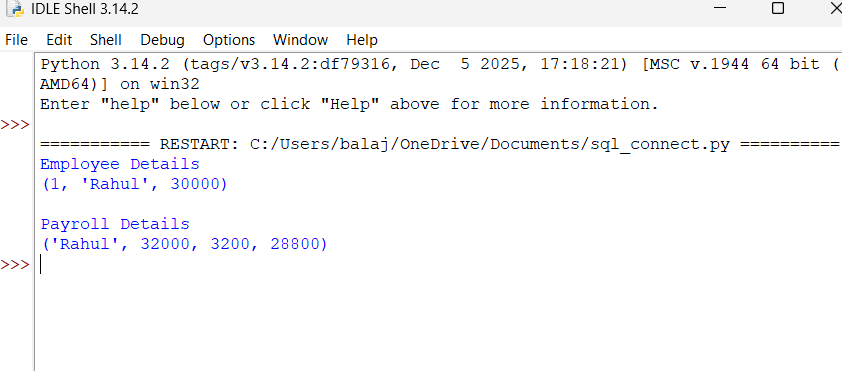 IDLE Shell 3.14.2
File Edit Shell Debug Options Window Help
Python 3.14.2 (tags/v3.14.2:df79316, Dec  5 2025, 17:18:21) [MSC v.1944 64 bit (
AMD64)] on win32
Enter "help" below or click "Help" above for more information.
>>>
=========== RESTART: C:/Users/balaj/OneDrive/Documents/sql_connect.py ==========
Employee Details
(1, 'Rahul', 30000)
Payroll Details
('Rahul', 32000, 3200, 28800)
>>>